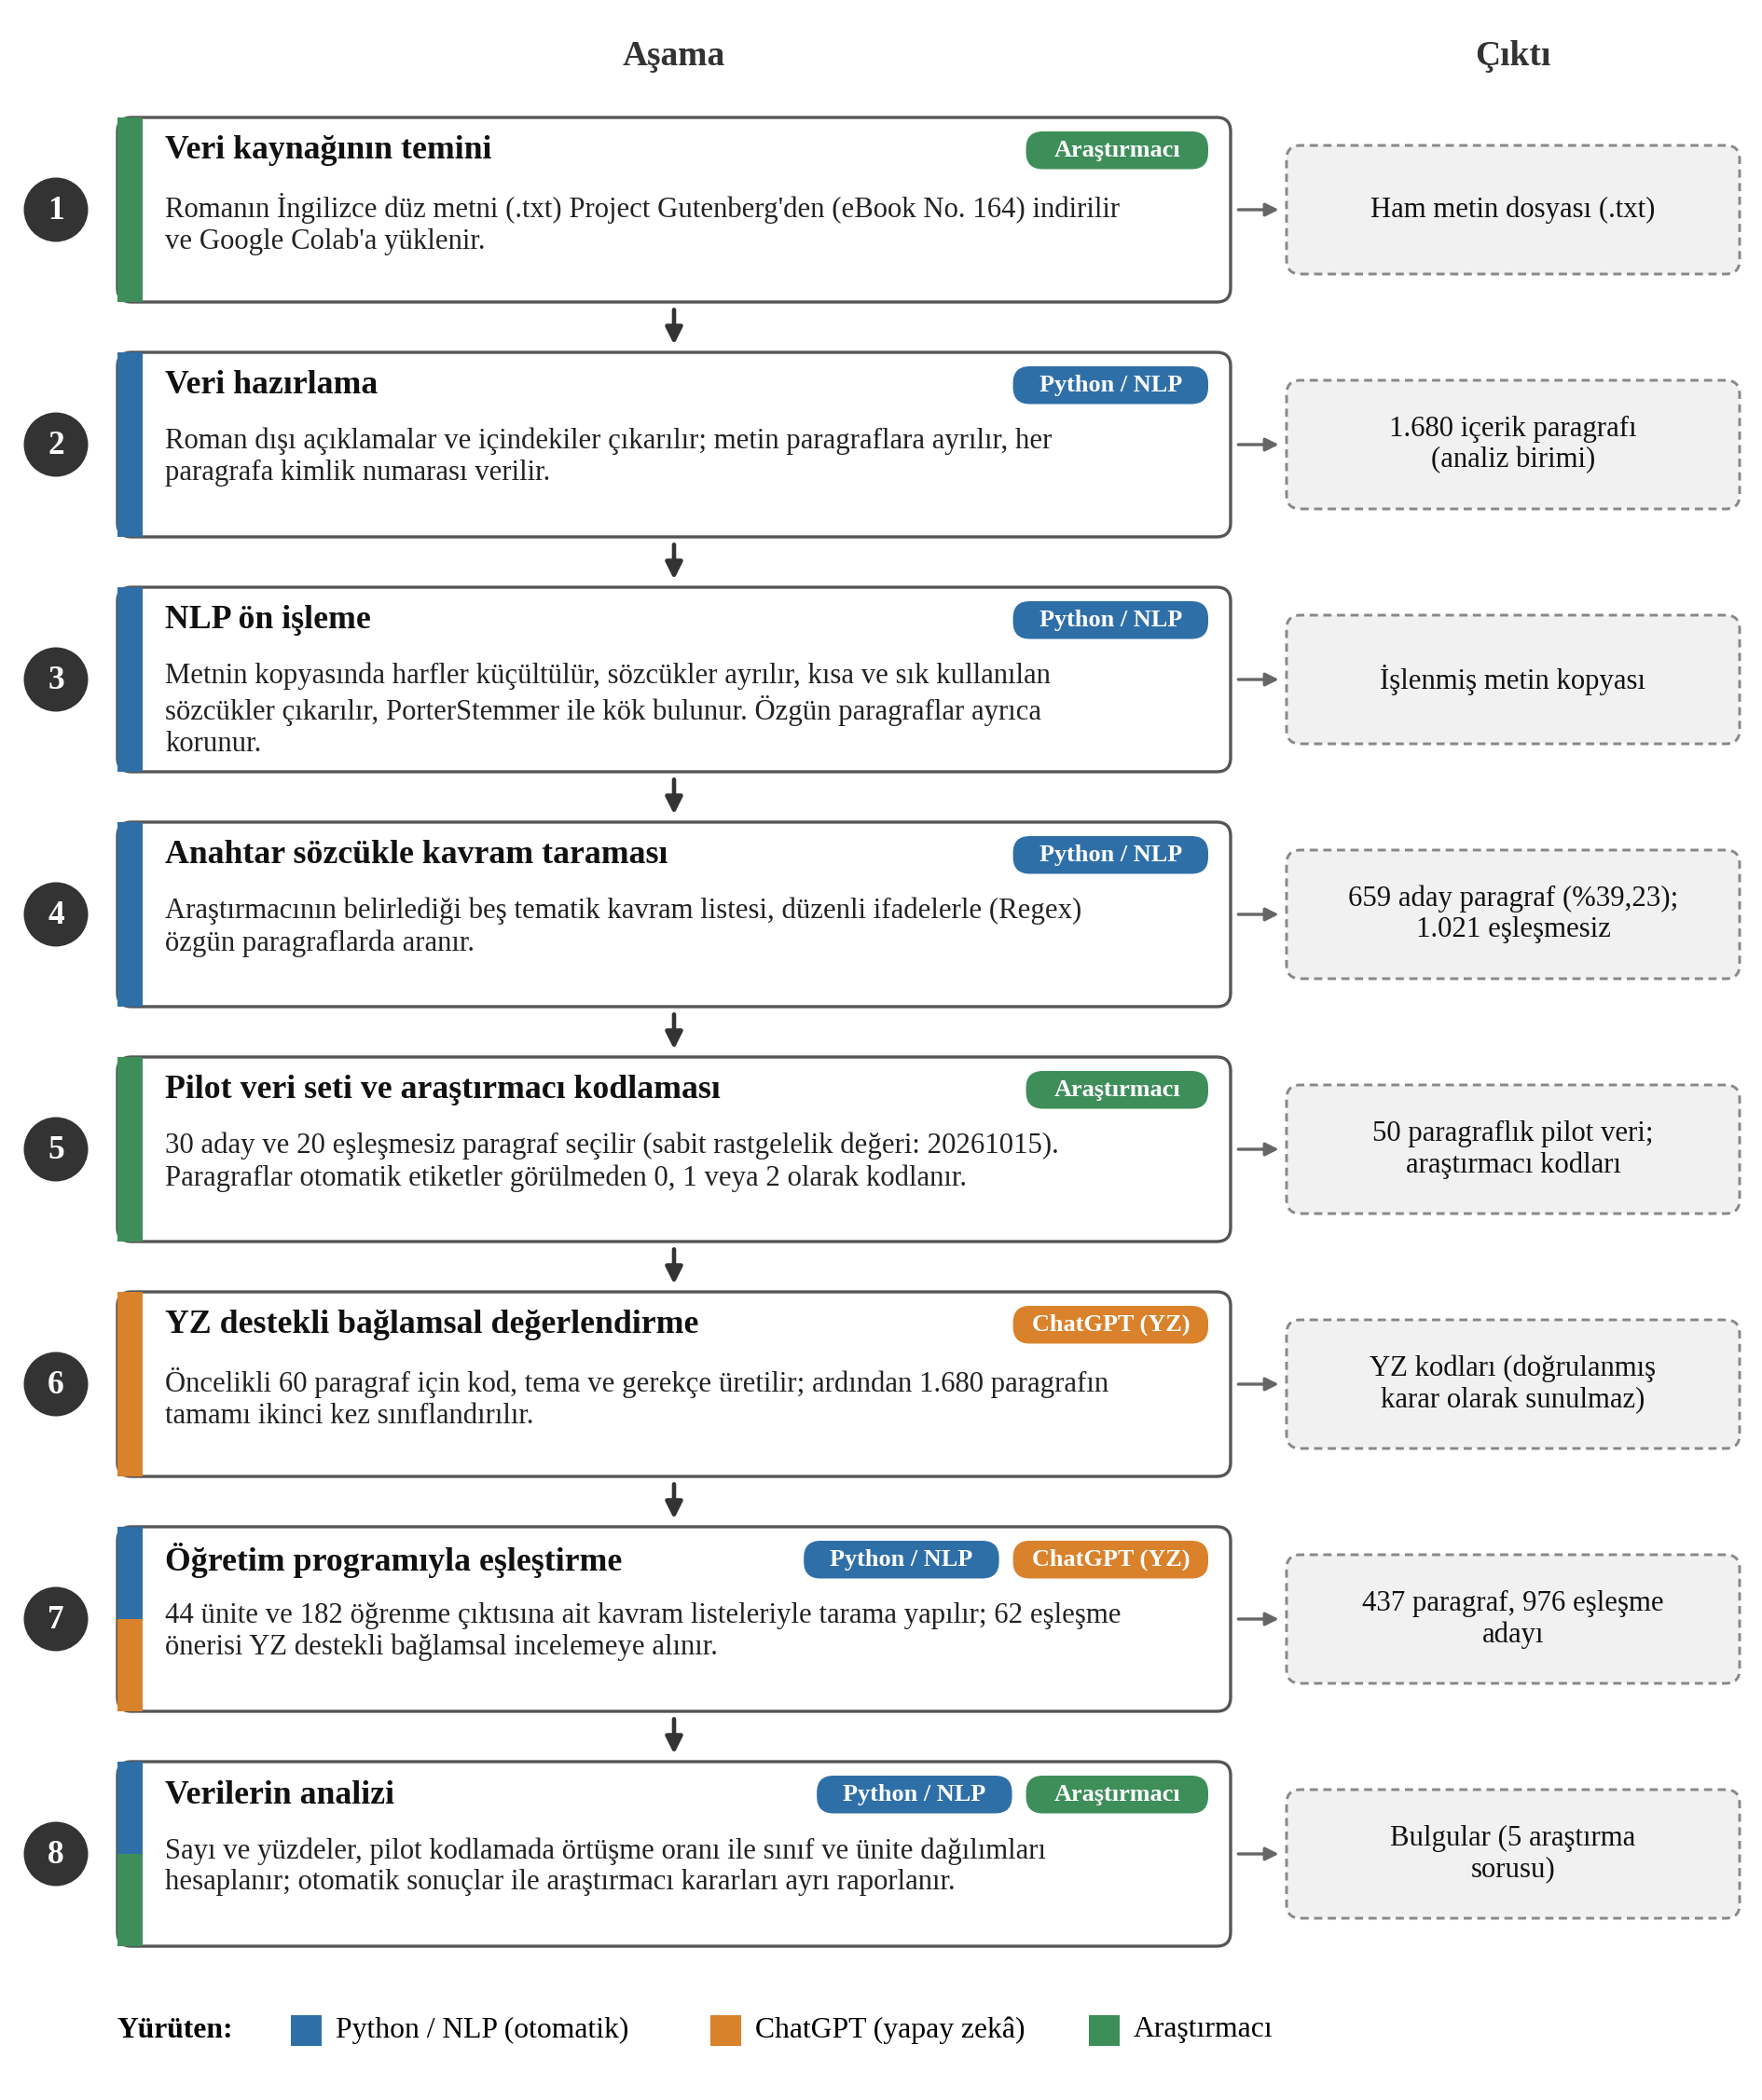 Aşama
Çıktı
1
Veri kaynağının temini
Araştırmacı
Romanın İngilizce düz metni (.txt) Project Gutenberg'den (eBook No. 164) indirilir
ve Google Colab'a yüklenir.
Ham metin dosyası (.txt)
2
Veri hazırlama
Python / NLP
Roman dışı açıklamalar ve içindekiler çıkarılır; metin paragraflara ayrılır, her
paragrafa kimlik numarası verilir.
1.680 içerik paragrafı
(analiz birimi)
3
NLP ön işleme
Python / NLP
Metnin kopyasında harfler küçültülür, sözcükler ayrılır, kısa ve sık kullanılan
sözcükler çıkarılır, PorterStemmer ile kök bulunur. Özgün paragraflar ayrıca
korunur.
İşlenmiş metin kopyası
4
Anahtar sözcükle kavram taraması
Python / NLP
Araştırmacının belirlediği beş tematik kavram listesi, düzenli ifadelerle (Regex)
özgün paragraflarda aranır.
659 aday paragraf (%39,23);
1.021 eşleşmesiz
5
Pilot veri seti ve araştırmacı kodlaması
Araştırmacı
30 aday ve 20 eşleşmesiz paragraf seçilir (sabit rastgelelik değeri: 20261015).
Paragraflar otomatik etiketler görülmeden 0, 1 veya 2 olarak kodlanır.
50 paragraflık pilot veri;
araştırmacı kodları
6
YZ destekli bağlamsal değerlendirme
ChatGPT (YZ)
Öncelikli 60 paragraf için kod, tema ve gerekçe üretilir; ardından 1.680 paragrafın
tamamı ikinci kez sınıflandırılır.
YZ kodları (doğrulanmış
karar olarak sunulmaz)
7
Öğretim programıyla eşleştirme
Python / NLP
ChatGPT (YZ)
44 ünite ve 182 öğrenme çıktısına ait kavram listeleriyle tarama yapılır; 62 eşleşme
önerisi YZ destekli bağlamsal incelemeye alınır.
437 paragraf, 976 eşleşme
adayı
8
Verilerin analizi
Python / NLP
Araştırmacı
Sayı ve yüzdeler, pilot kodlamada örtüşme oranı ile sınıf ve ünite dağılımları
hesaplanır; otomatik sonuçlar ile araştırmacı kararları ayrı raporlanır.
Bulgular (5 araştırma
sorusu)
Yürüten:
Python / NLP (otomatik)
ChatGPT (yapay zekâ)
Araştırmacı